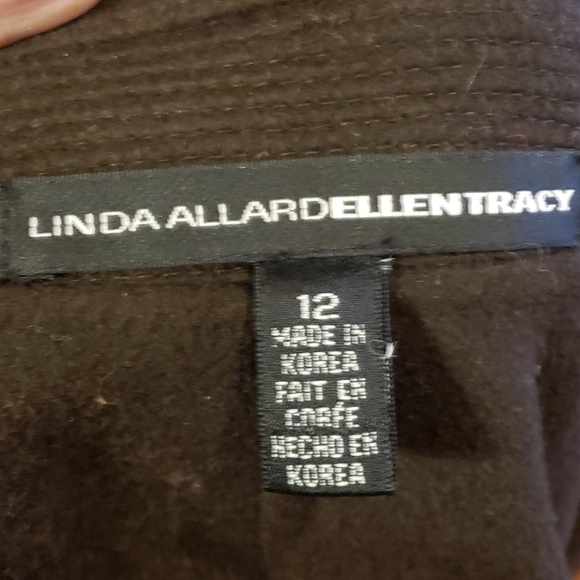 LINDA ALLARDELLENTRACY
12
MADE IN
KOREA
FAIT EN
CORÉE
HECHO EN
KOREA